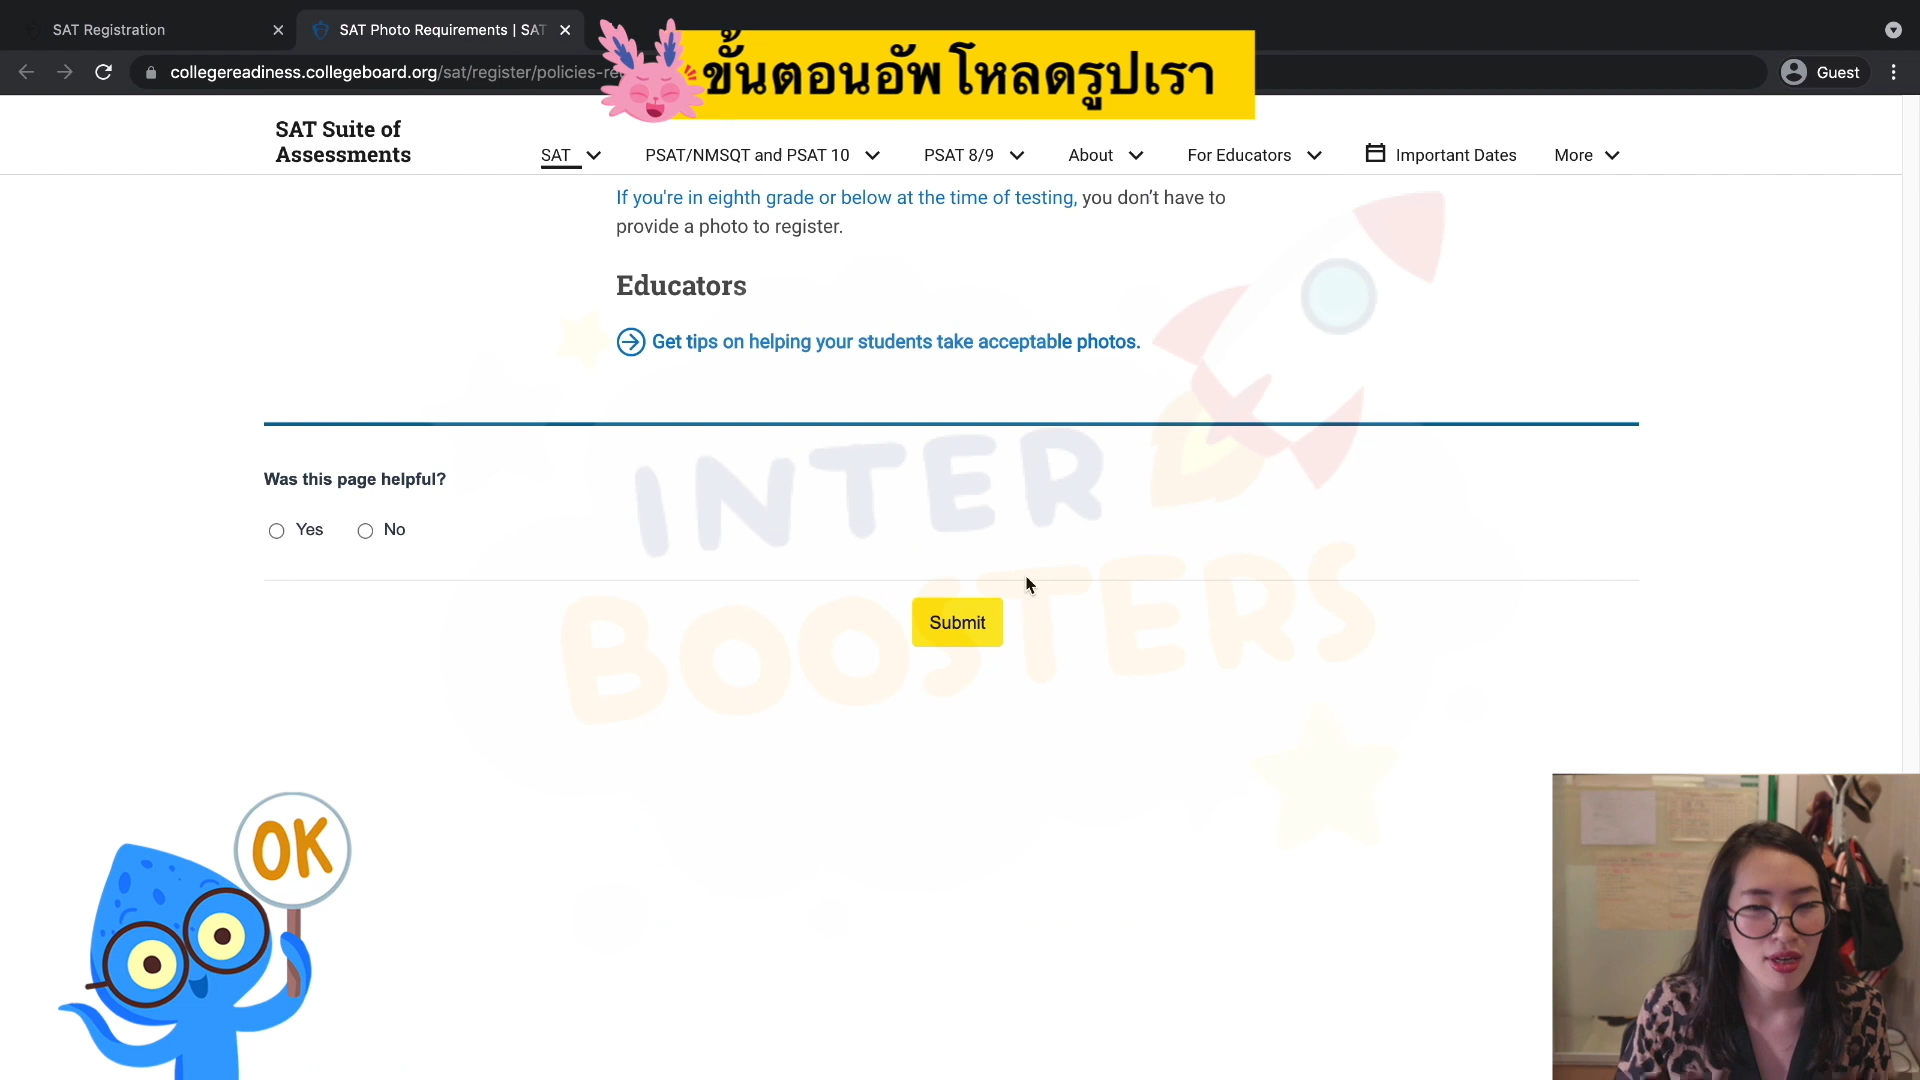 SAT Registration
SAT Photo Requirements | SAT
collegereadiness.collegeboard.org/sat/register/policies-re
Guest
ขั้นตอนอัพโหลดรูปเรา
SAT Suite of
Assessments
SAT
PSAT/NMSQT and PSAT 10
PSAT 8/9
About
For Educators
Important Dates
More
If you're in eighth grade or below at the time of testing, you don't have to
provide a photo to register.
Educators
Get tips on helping your students take acceptable photos.
Was this page helpful?
Yes
No
Submit
INTER
BOOSTERS
OK